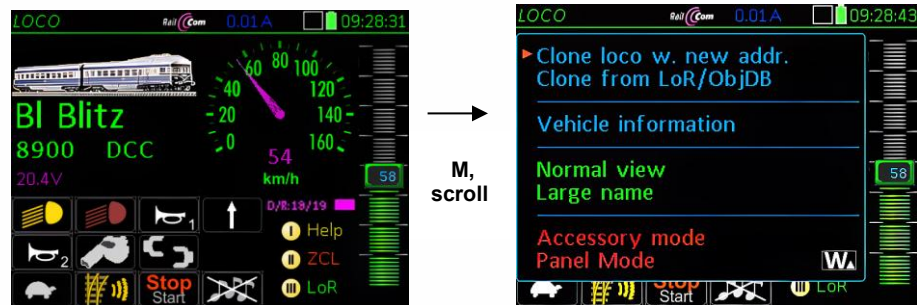 LOCO RailCom 0.01 A 09:28:31
60 80 100
40 120
20 140
0 160
Bl Blitz
8900 DCC
54
km/h
20.4V
58
D/R:18/19
1
I Help
2
II ZCL
Stop
Start
III LoR
M,
scroll
LOCO RailCom 0.01 A 09:28:43
Clone loco w. new addr.
Clone from LoR/ObjDB
Vehicle information
Normal view
Large name
58
Accessory mode
Panel Mode
W
Stop
Start
III LoR